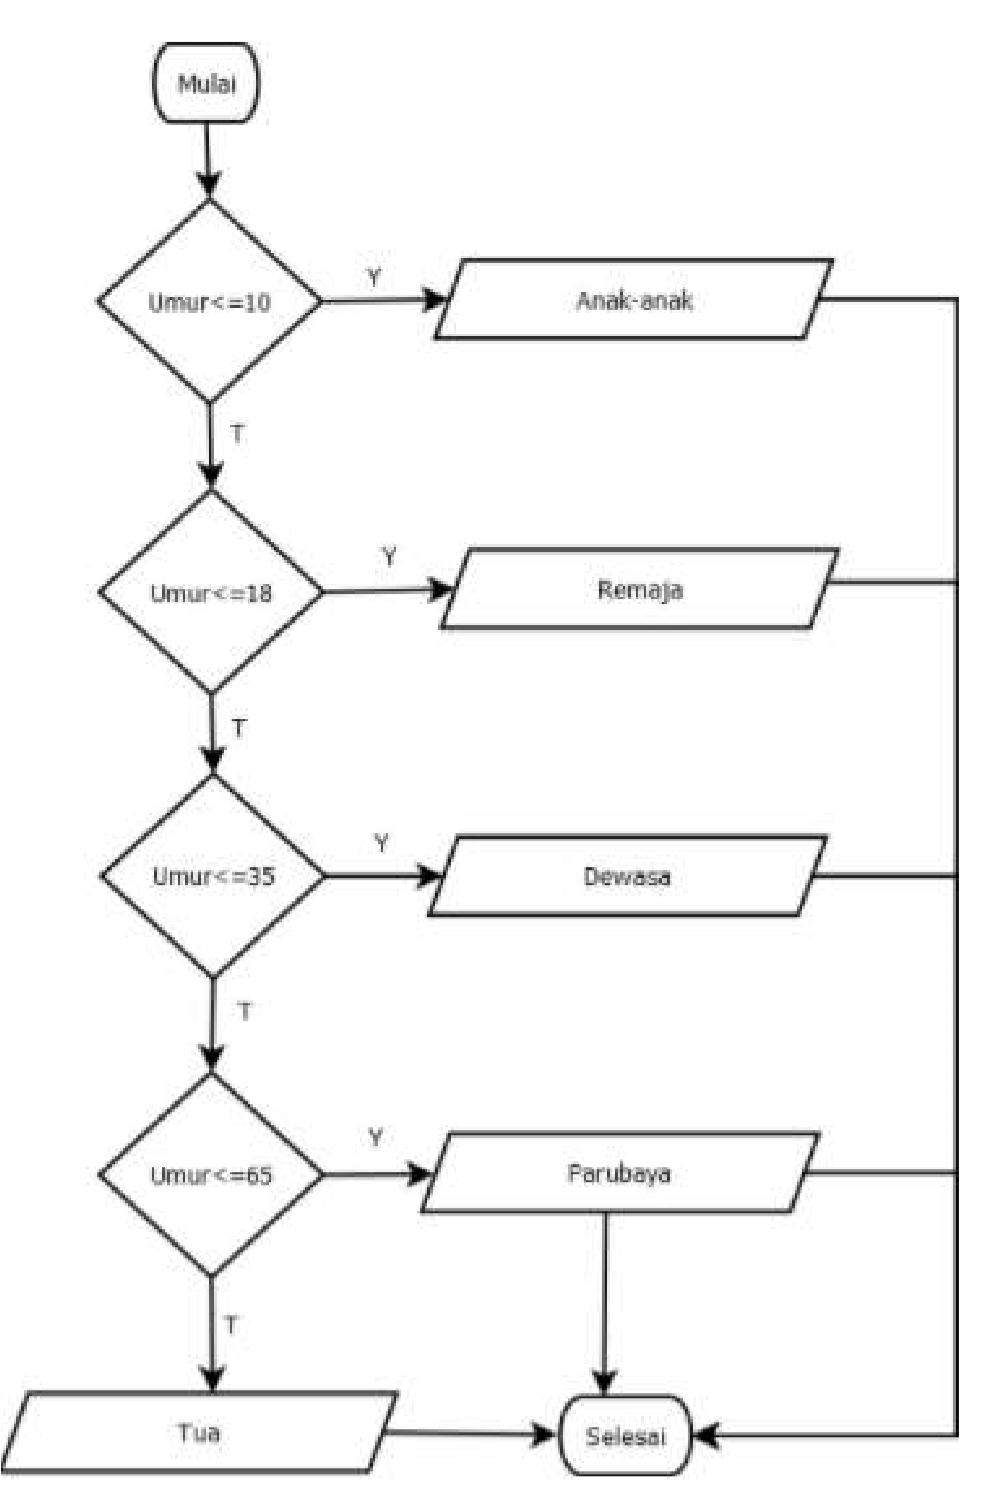 Mulai
Umur<=10
Y
Anak-anak
T
Umur<=18
Y
Remaja
T
Umur<=35
Y
Dewasa
T
Umur<=65
Y
Parubaya
T
Tua
Selesai